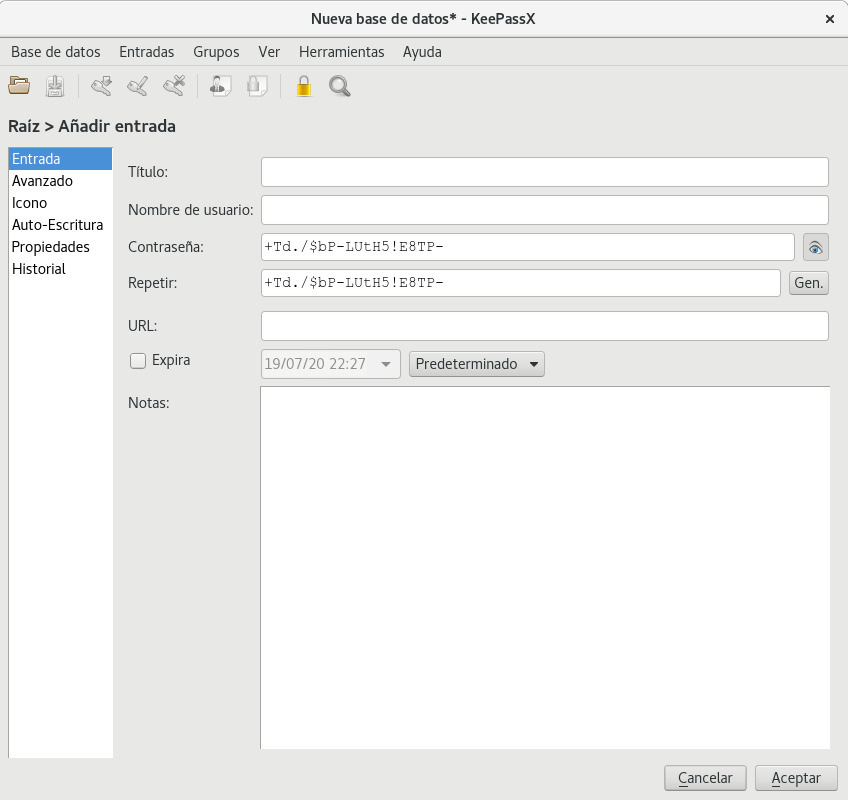 Nueva base de datos* - KeePassX
Base de datos Entradas Grupos Ver Herramientas Ayuda
Raíz > Añadir entrada
Entrada
Avanzado
Icono
Auto-Escritura
Propiedades
Historial
Título:
Nombre de usuario:
Contraseña: +Td./$bP-LUtH5!E8TP-
Repetir: +Td./$bP-LUtH5!E8TP- Gen.
URL:
Expira 19/07/20 22:27 Predeterminado
Notas:
Cancelar Aceptar